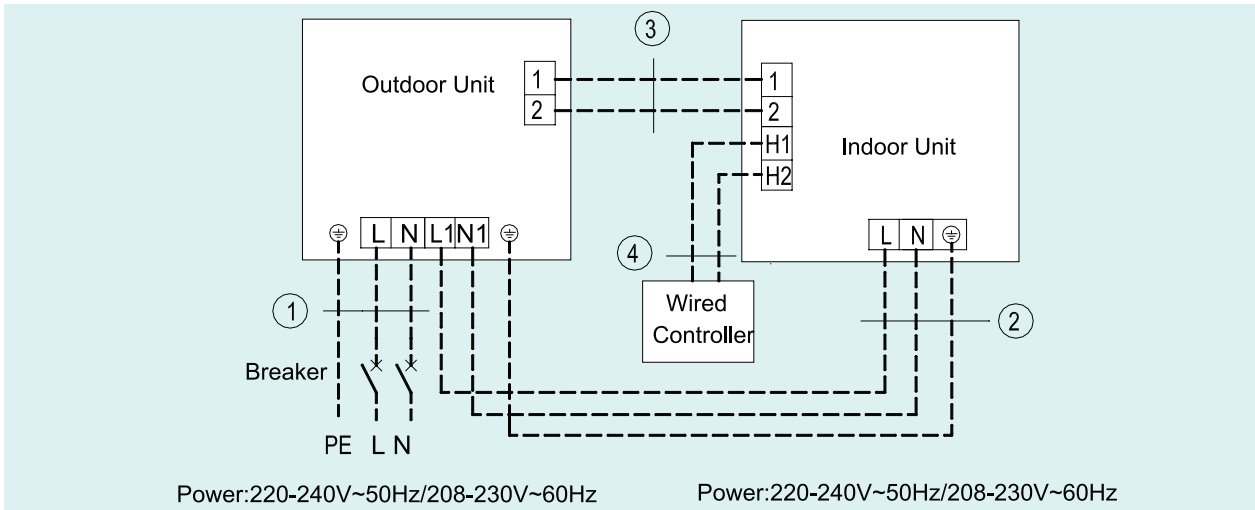 3
Outdoor Unit
1
2
1
2
H1
H2
Indoor Unit
L N L1 N1
L N
4
1
Wired
Controller
2
Breaker
PE L N
Power:220-240V~50Hz/208-230V~60Hz
Power:220-240V~50Hz/208-230V~60Hz